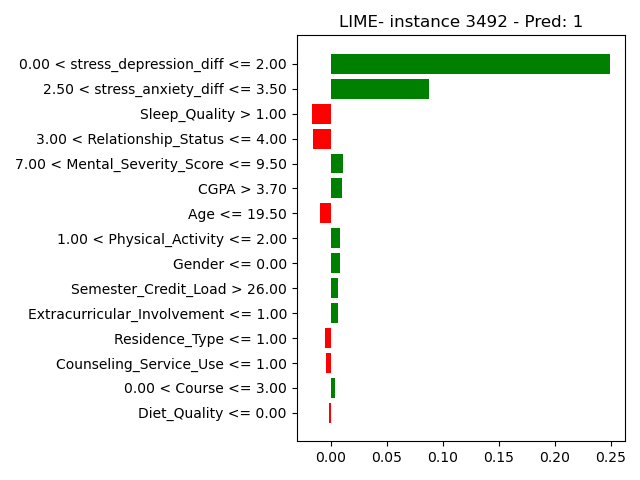 LIME- instance 3492 - Pred: 1
0.00 < stress_depression_diff <= 2.00
2.50 < stress_anxiety_diff <= 3.50
Sleep_Quality > 1.00
3.00 < Relationship_Status <= 4.00
7.00 < Mental_Severity_Score <= 9.50
CGPA > 3.70
Age <= 19.50
1.00 < Physical_Activity <= 2.00
Gender <= 0.00
Semester_Credit_Load > 26.00
Extracurricular_Involvement <= 1.00
Residence_Type <= 1.00
Counseling_Service_Use <= 1.00
0.00 < Course <= 3.00
Diet_Quality <= 0.00
0.00 0.05 0.10 0.15 0.20 0.25